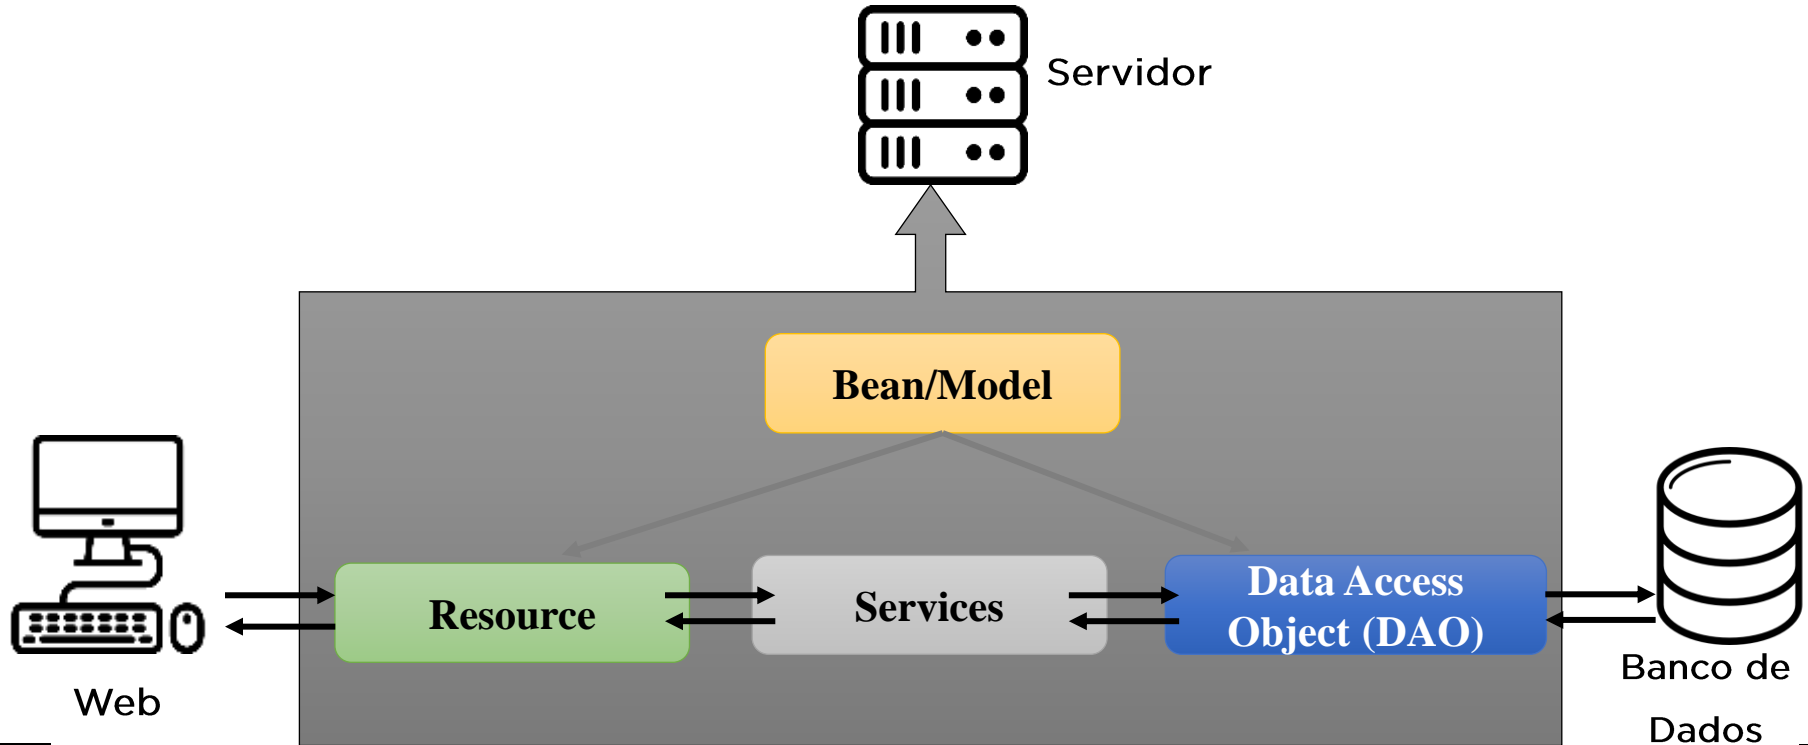 Servidor
Bean/Model
Resource
Services
Data Access
Object (DAO)
Web
Banco de
Dados